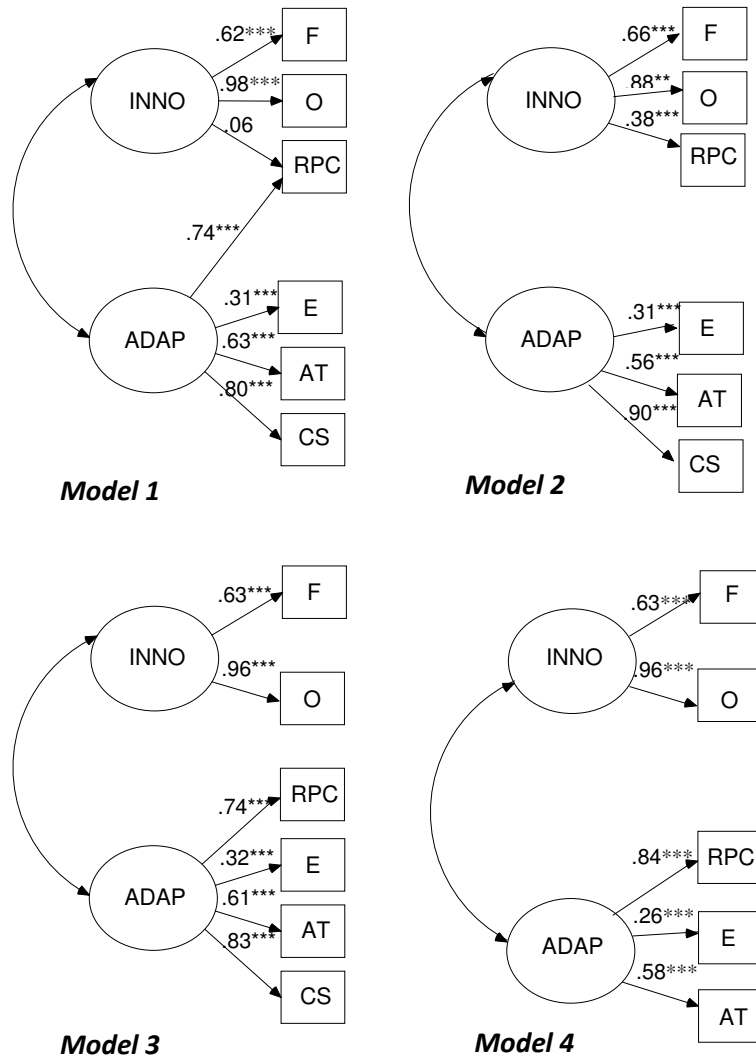 .62***
F
INNO
.98***
O
.06
RPC
.74***
.31***
E
ADAP
.63***
AT
.80***
CS
Model 1
.66***
F
INNO
.88**
O
.38***
RPC
.31***
E
ADAP
.56***
AT
.90***
CS
Model 2
.63***
F
INNO
.96***
O
.74***
RPC
.32***
E
ADAP
.61***
AT
.83***
CS
Model 3
.63***
F
INNO
.96***
O
.84***
RPC
.26***
E
ADAP
.58***
AT
Model 4